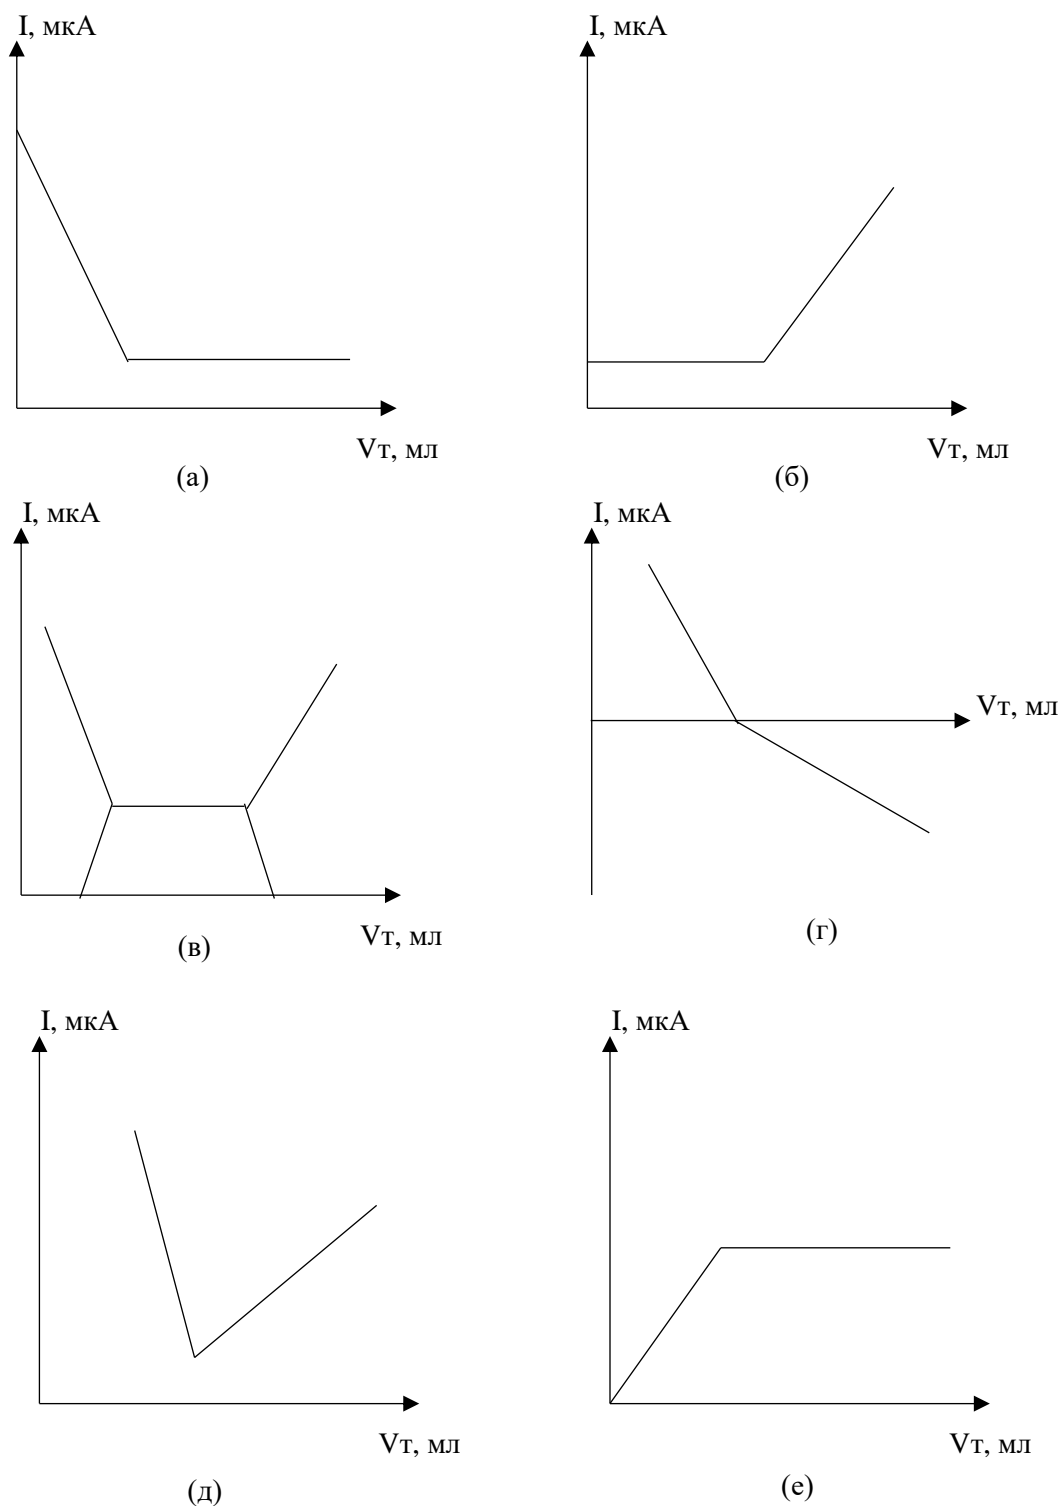 I, мкА
I, мкА
Vт, мл
Vт, мл
(а)
(б)
I, мкА
I, мкА
Vт, мл
(г)
Vт, мл
(в)
I, мкА
I, мкА
Vт, мл
Vт, мл
(д)
(е)